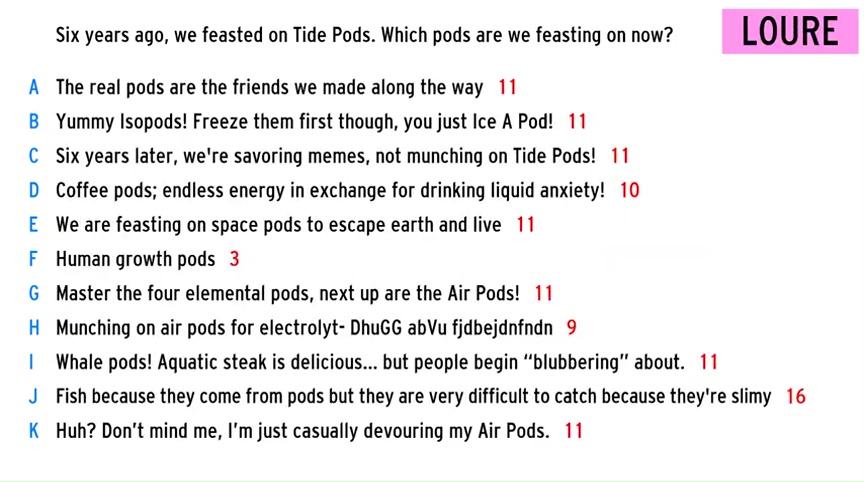 Six years ago, we feasted on Tide Pods. Which pods are we feasting on now?
LOURE
A The real pods are the friends we made along the way 11
B Yummy Isopods! Freeze them first though, you just Ice A Pod! 11
C Six years later, we're savoring memes, not munching on Tide Pods! 11
D Coffee pods; endless energy in exchange for drinking liquid anxiety! 10
E We are feasting on space pods to escape earth and live 11
F Human growth pods 3
G Master the four elemental pods, next up are the Air Pods! 11
H Munching on air pods for electrolyt- DhuGG abVu fjdbejdnfndn 9
I Whale pods! Aquatic steak is delicious... but people begin “blubbering” about. 11
J Fish because they come from pods but they are very difficult to catch because they're slimy 16
K Huh? Don’t mind me, I’m just casually devouring my Air Pods. 11